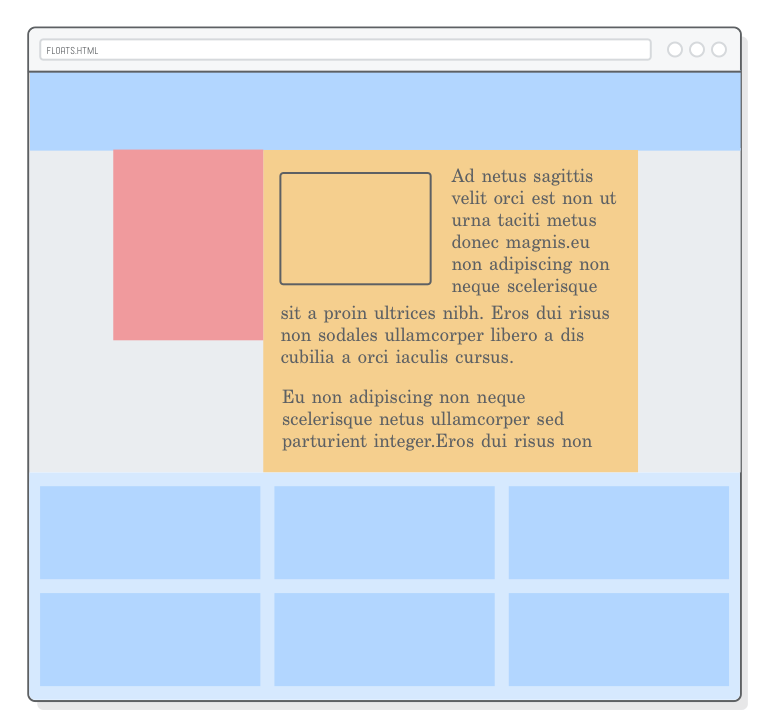 FLOATS.HTML
Ad netus sagittis
velit orci est non ut
urna taciti metus
donec magnis.eu
non adipiscing non
neque scelerisque
sit a proin ultrices nibh. Eros dui risus
non sodales ullamcorper libero a dis
cubilia a orci iaculis cursus.
Eu non adipiscing non neque
scelerisque netus ullamcorper sed
parturient integer.Eros dui risus non